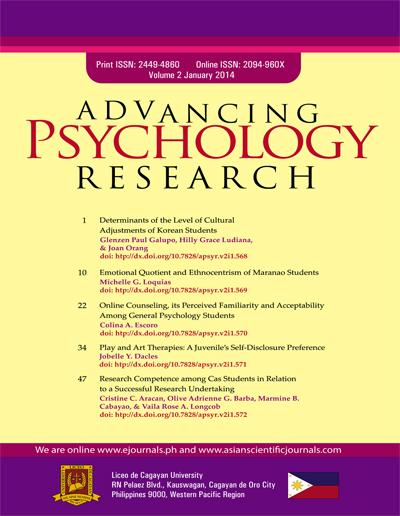 Print ISSN: 2449-4860 Online ISSN: 2094-960X
Volume 2 January 2014
ADVANCING
PSYCHOLOGY
RESEARCH
1 Determinants of the Level of Cultural
Adjustments of Korean Students
Glenzen Paul Galupo, Hilly Grace Ludiana,
& Joan Orang
doi: http://dx.doi.org/10.7828/apsyr.v2i1.568
10 Emotional Quotient and Ethnocentrism of Maranao Students
Michelle G. Loquias
doi: http://dx.doi.org/10.7828/apsyr.v2i1.569
22 Online Counseling, its Perceived Familiarity and Acceptability
Among General Psychology Students
Colina A. Escoro
doi: http://dx.doi.org/10.7828/apsyr.v2i1.570
34 Play and Art Therapies: A Juvenile's Self-Disclosure Preference
Jobelle Y. Dacles
doi: http://dx.doi.org/10.7828/apsyr.v2i1.571
47 Research Competence among Cas Students in Relation
to a Successful Research Undertaking
Cristine C. Aracan, Olive Adrienne G. Barba, Marmine B.
Cabayao, & Vaila Rose A. Longcob
doi: http://dx.doi.org/10.7828/apsyr.v2i1.572
We are online www.ejournals.ph and www.asianscientificjournals.com
Liceo de Cagayan University
RN Pelaez Blvd., Kauswagan, Cagayan de Oro City
Philippines 9000, Western Pacific Region